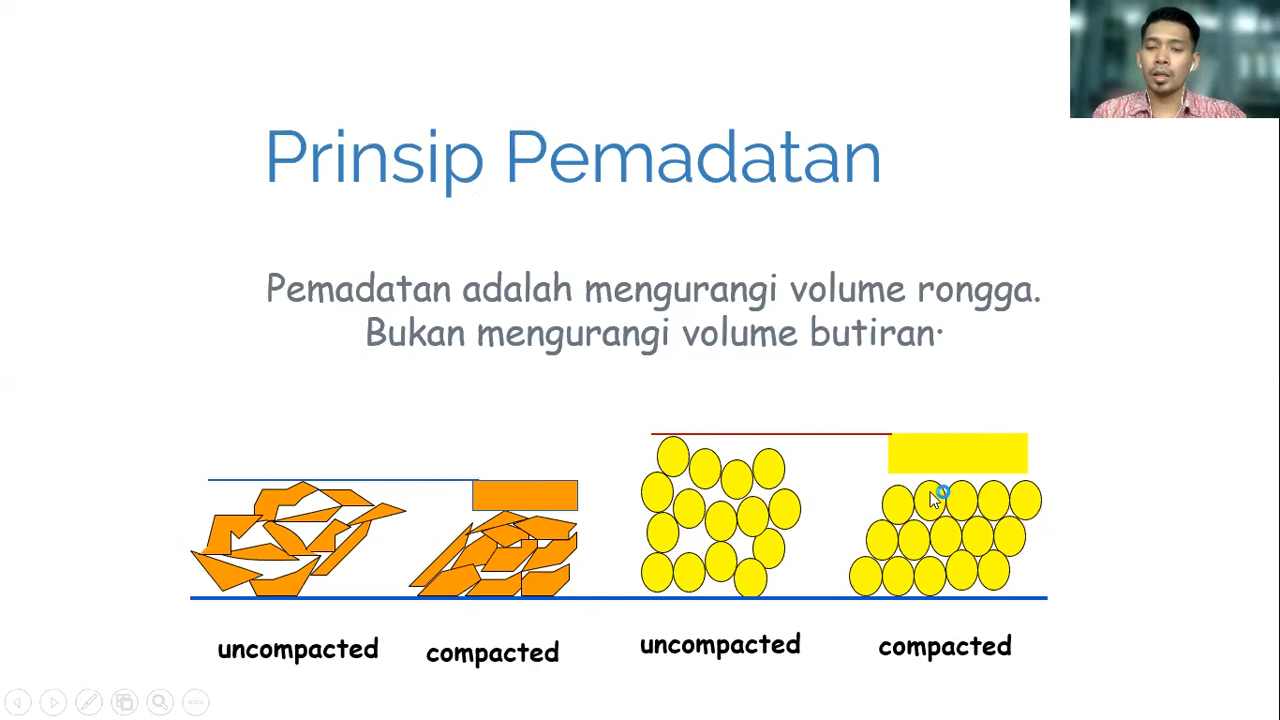 Prinsip Pemadatan
Pemadatan adalah mengurangi volume rongga.
Bukan mengurangi volume butiran.
uncompacted
compacted
uncompacted
compacted